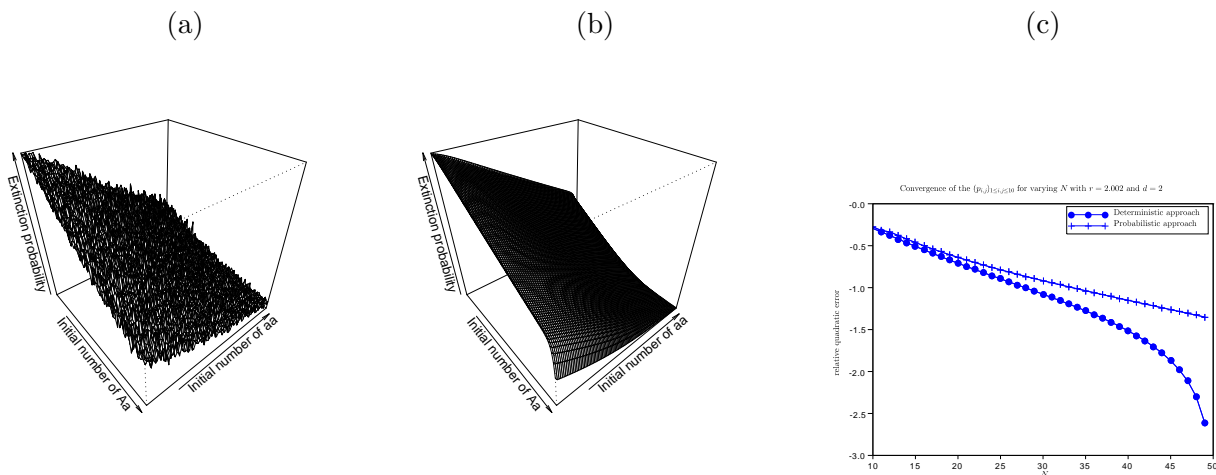 (a)
(b)
(c)
Extinction probability
Initial number of Aa
Initial number of aa
Extinction probability
Initial number of Aa
Initial number of aa
Convergence of the (p_{i,j})_{1≤i,j≤10} for varying N with r = 2.002 and d = 2
Deterministic approach
Probabilistic approach
relative quadratic error
-0.0
-0.5
-1.0
-1.5
-2.0
-2.5
-3.0
10 15 20 25 30 35 40 45 50
N